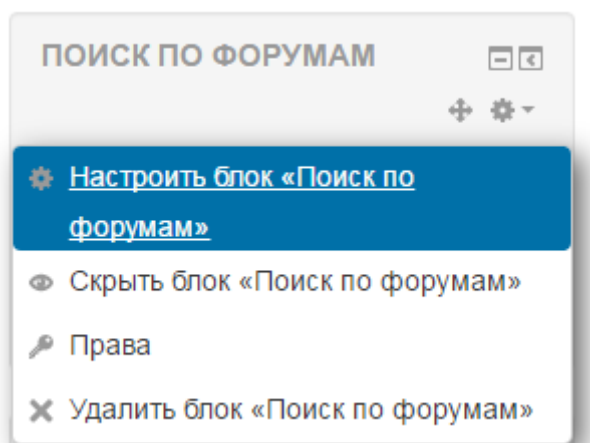 ПОИСК ПО ФОРУМАМ
Настроить блок «Поиск по
форумам»
Скрыть блок «Поиск по форумам»
Права
Удалить блок «Поиск по форумам»